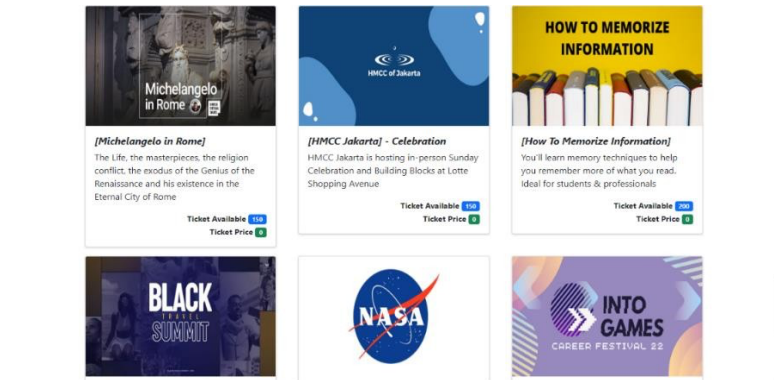 Michelangelo
in Rome
HMCC of Jakarta
HOW TO MEMORIZE
INFORMATION
[Michelangelo in Rome]
The Life, the masterpieces, the religion
conflict, the exodus of the Genius of the
Renaissance and his existence in the
Eternal City of Rome
Ticket Available 150
Ticket Price 0
[HMCC Jakarta] - Celebration
HMCC Jakarta is hosting in-person Sunday
Celebration and Building Blocks at Lotte
Shopping Avenue
Ticket Available 150
Ticket Price 0
[How To Memorize Information]
You'll learn memory techniques to help
you remember more of what you read.
Ideal for students & professionals
Ticket Available 200
Ticket Price 0
BLACK
TRAVEL
SUMMIT
NASA
INTO
GAMES
CAREER FESTIVAL 22